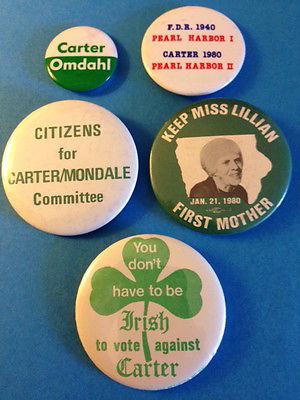 Carter
Omdahl
F.D.R. 1940
PEARL HARBOR I
CARTER 1980
PEARL HARBOR II
CITIZENS
for
CARTER/MONDALE
Committee
KEEP MISS LILLIAN
JAN. 21, 1980
FIRST MOTHER
You
don't
have to be
Irish
to vote against
Carter